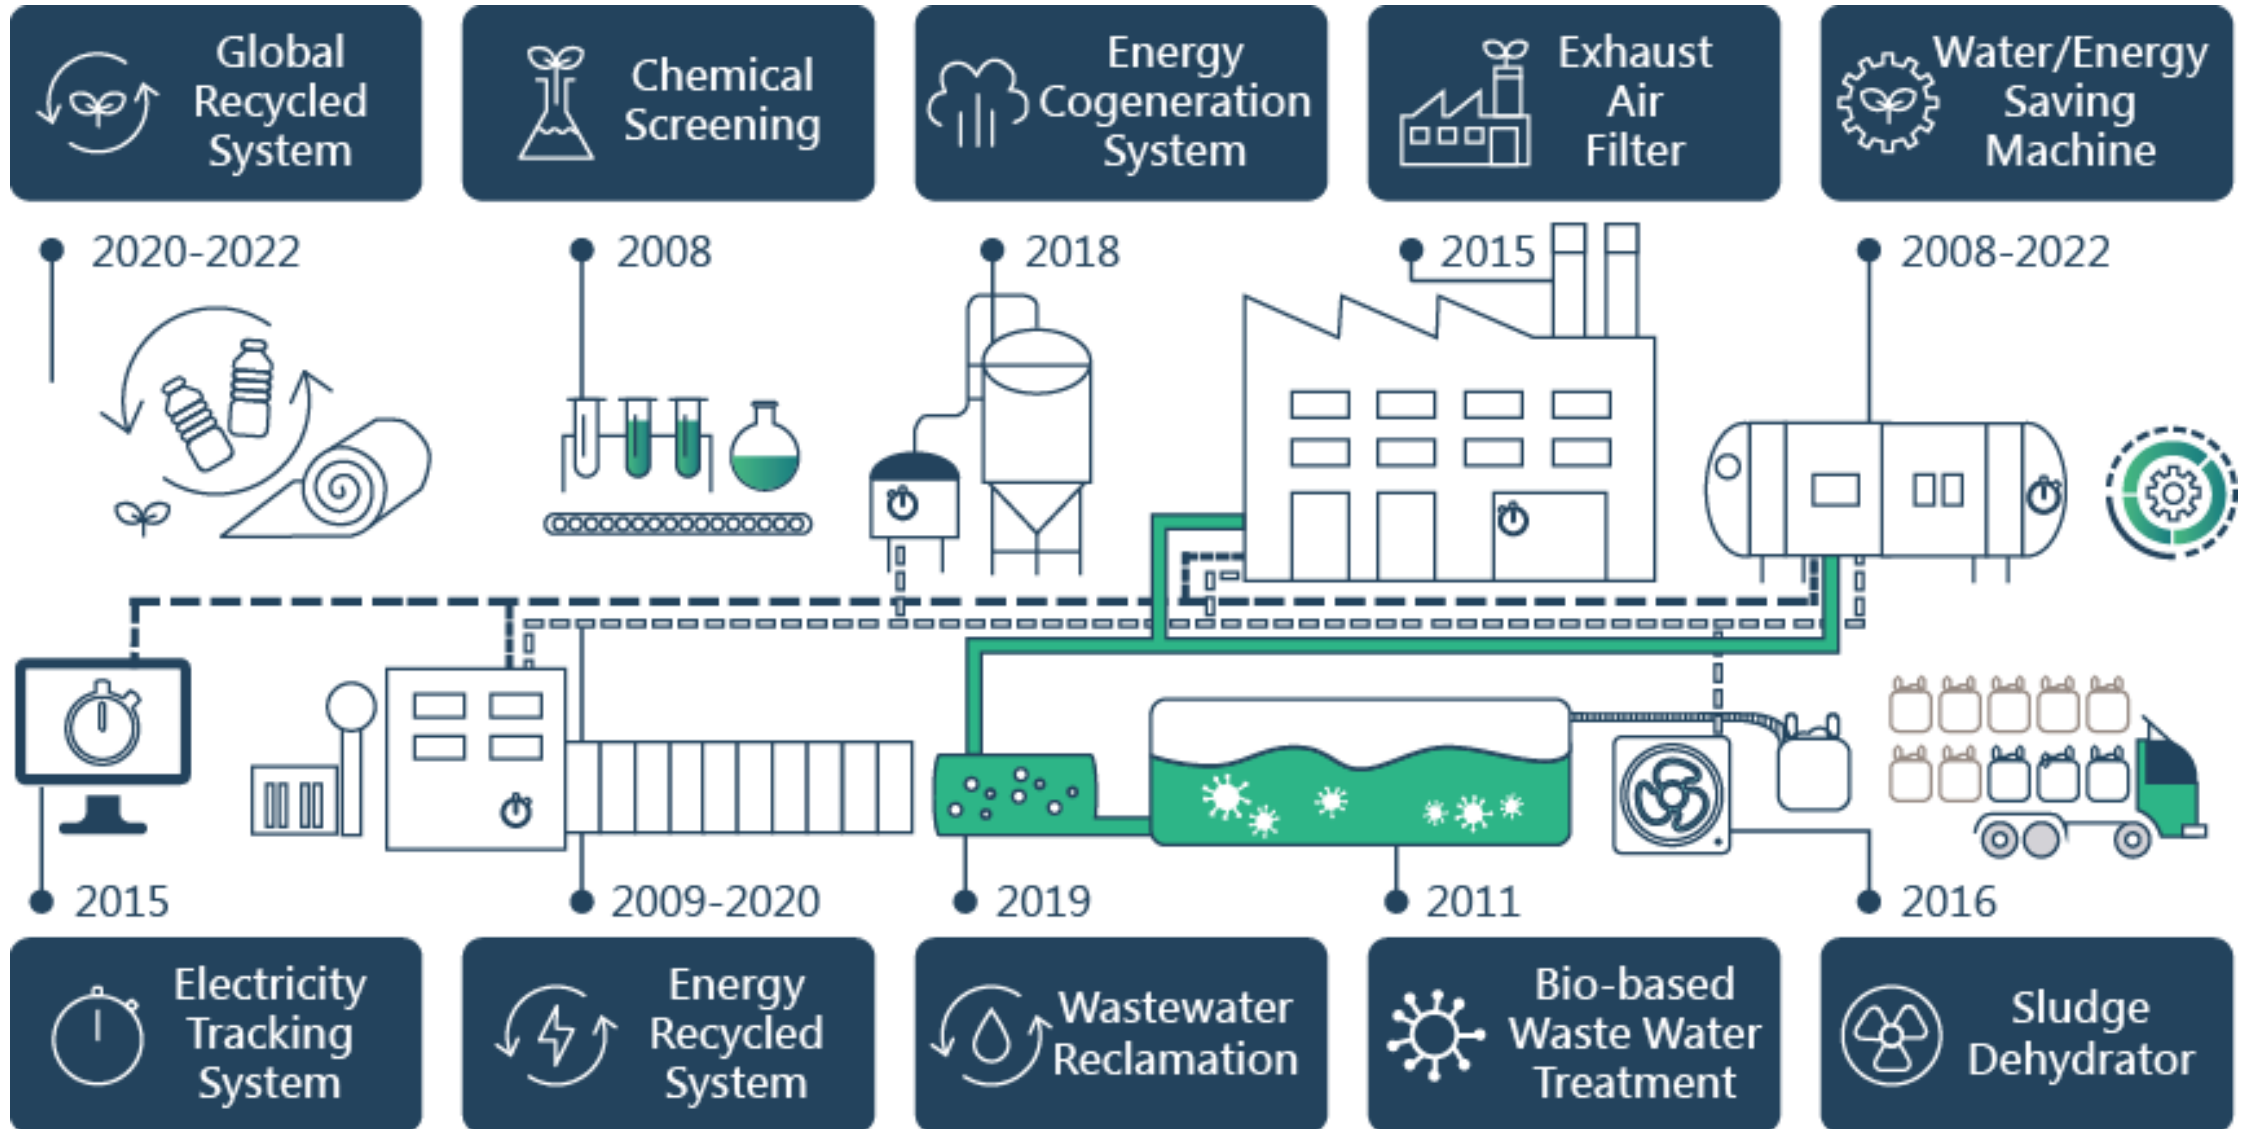 Global
Recycled
System
Chemical
Screening
Energy
Cogeneration
System
Exhaust
Air
Filter
Water/Energy
Saving
Machine
2020-2022
2008
2018
2015
2008-2022
2015
2009-2020
2019
2011
2016
Electricity
Tracking
System
Energy
Recycled
System
Wastewater
Reclamation
Bio-based
Waste Water
Treatment
Sludge
Dehydrator